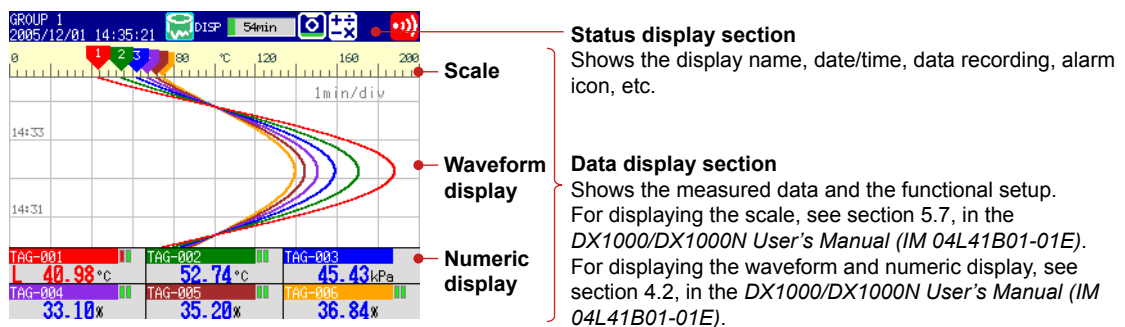 GROUP 1
2005/12/01 14:35:21 DISP 54min
0 1 2 3 80 °C 120 160 200
1min/div
14:33
14:31
TAG-001 TAG-002 TAG-003
L 40.98°C 52.74°C 45.43kPa
TAG-004 TAG-005 TAG-006
33.10% 35.20% 36.84%
Scale
Waveform
display
Numeric
display
Status display section
Shows the display name, date/time, data recording, alarm
icon, etc.
Data display section
Shows the measured data and the functional setup.
For displaying the scale, see section 5.7, in the
DX1000/DX1000N User's Manual (IM 04L41B01-01E).
For displaying the waveform and numeric display, see
section 4.2, in the DX1000/DX1000N User's Manual (IM
04L41B01-01E).